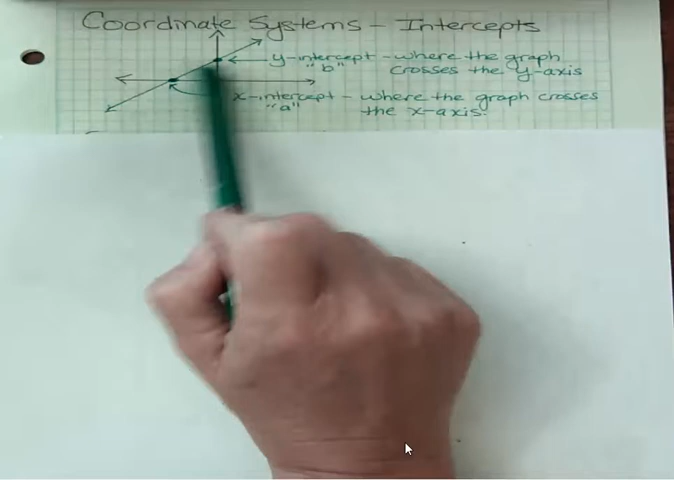 Coordinate Systems - Intercepts
y-intercept - where the graph
"b" crosses the y-axis
x-intercept - where the graph crosses
"a" the x-axis.